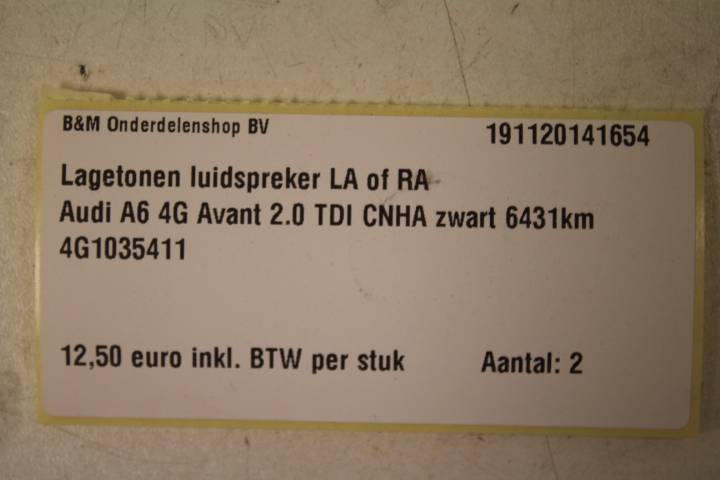 B&M Onderdelenshop BV 191120141654
Lagetonen luidspreker LA of RA
Audi A6 4G Avant 2.0 TDI CNHA zwart 6431km
4G1035411
12,50 euro inkl. BTW per stuk Aantal: 2